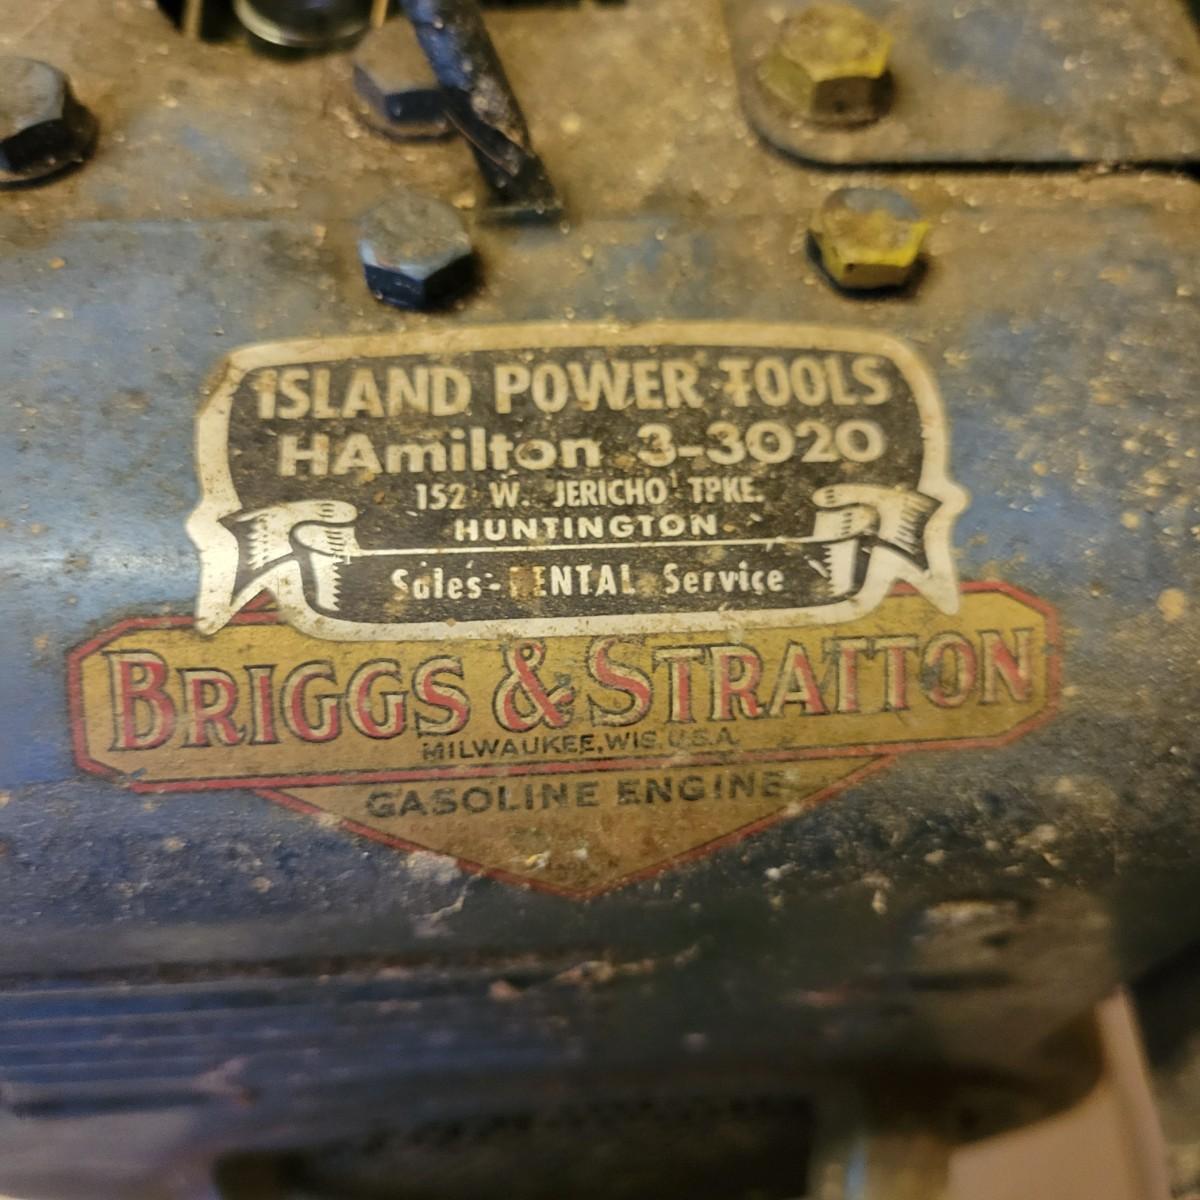 ISLAND POWER TOOLS
HAmilton 3-3020
152 W. JERICHO TPKE.
HUNTINGTON
Sales-RENTAL Service
BRIGGS & STRATTON
MILWAUKEE, WIS. U.S.A.
GASOLINE ENGINE